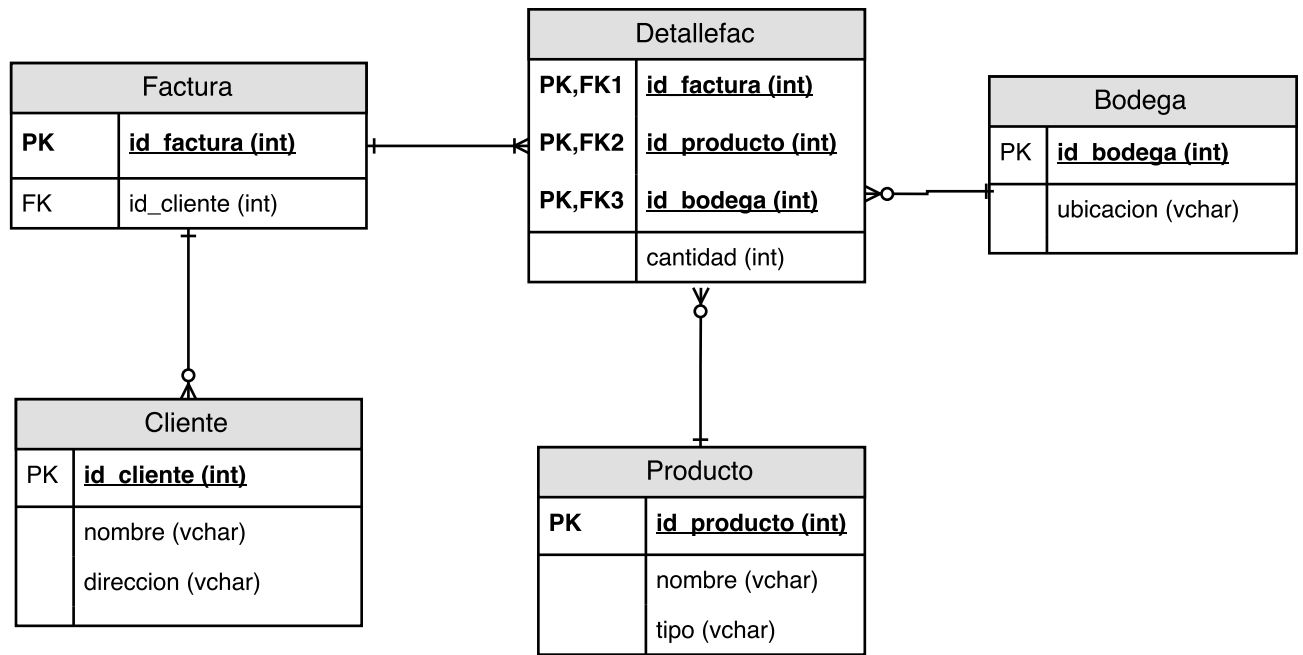 Factura
PK id_factura (int)
FK id_cliente (int)
Detallefac
PK,FK1 id_factura (int)
PK,FK2 id_producto (int)
PK,FK3 id_bodega (int)
cantidad (int)
Bodega
PK id_bodega (int)
ubicacion (vchar)
Cliente
PK id_cliente (int)
nombre (vchar)
direccion (vchar)
Producto
PK id_producto (int)
nombre (vchar)
tipo (vchar)